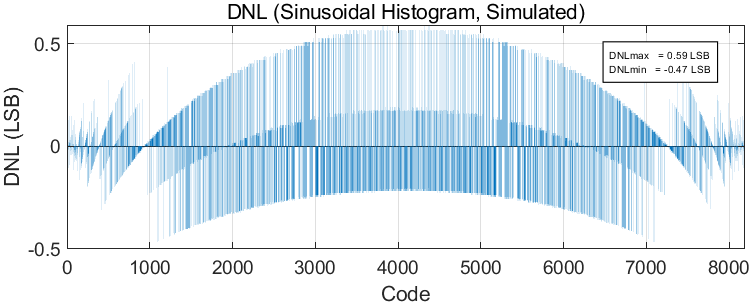 DNL (Sinusoidal Histogram, Simulated)
0.5
DNLmax = 0.59 LSB
DNLmin = -0.47 LSB
DNL (LSB)
0
-0.5
0 1000 2000 3000 4000 5000 6000 7000 8000
Code